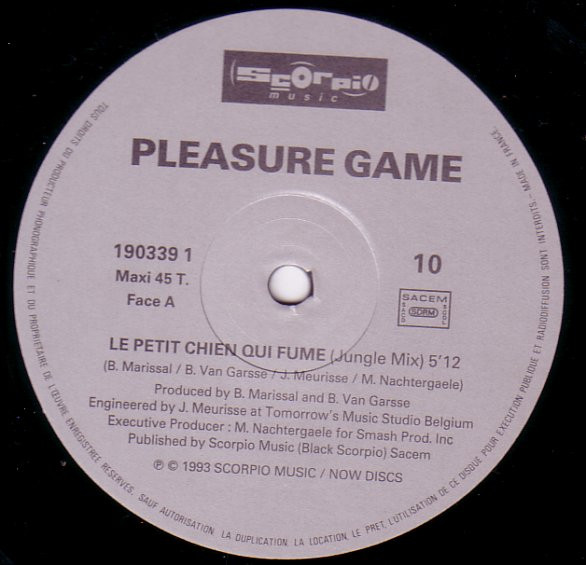 scorpio
music
PLEASURE GAME
190339 1
Maxi 45 T.
Face A
10
SACEM
SDRM
LE PETIT CHIEN QUI FUME (Jungle Mix) 5'12
(B. Marissal / B. Van Garsse / J. Meurisse / M. Nachtergaele)
Produced by B. Marissal and B. Van Garsse
Engineered by J. Meurisse at Tomorrow's Music Studio Belgium
Executive Producer : M. Nachtergaele for Smash Prod. Inc
Published by Scorpio Music (Black Scorpio) Sacem
℗ © 1993 SCORPIO MUSIC / NOW DISCS
TOUS DROITS DU PRODUCTEUR PHONOGRAPHIQUE ET DU PROPRIETAIRE DE L'ŒUVRE ENREGISTREE RESERVES, SAUF AUTORISATION. LA DUPLICATION, LA LOCATION, LE PRET, L'UTILISATION DE CE DISQUE POUR EXECUTION PUBLIQUE ET RADIODIFFUSION SONT INTERDITS - MADE IN FRANCE.